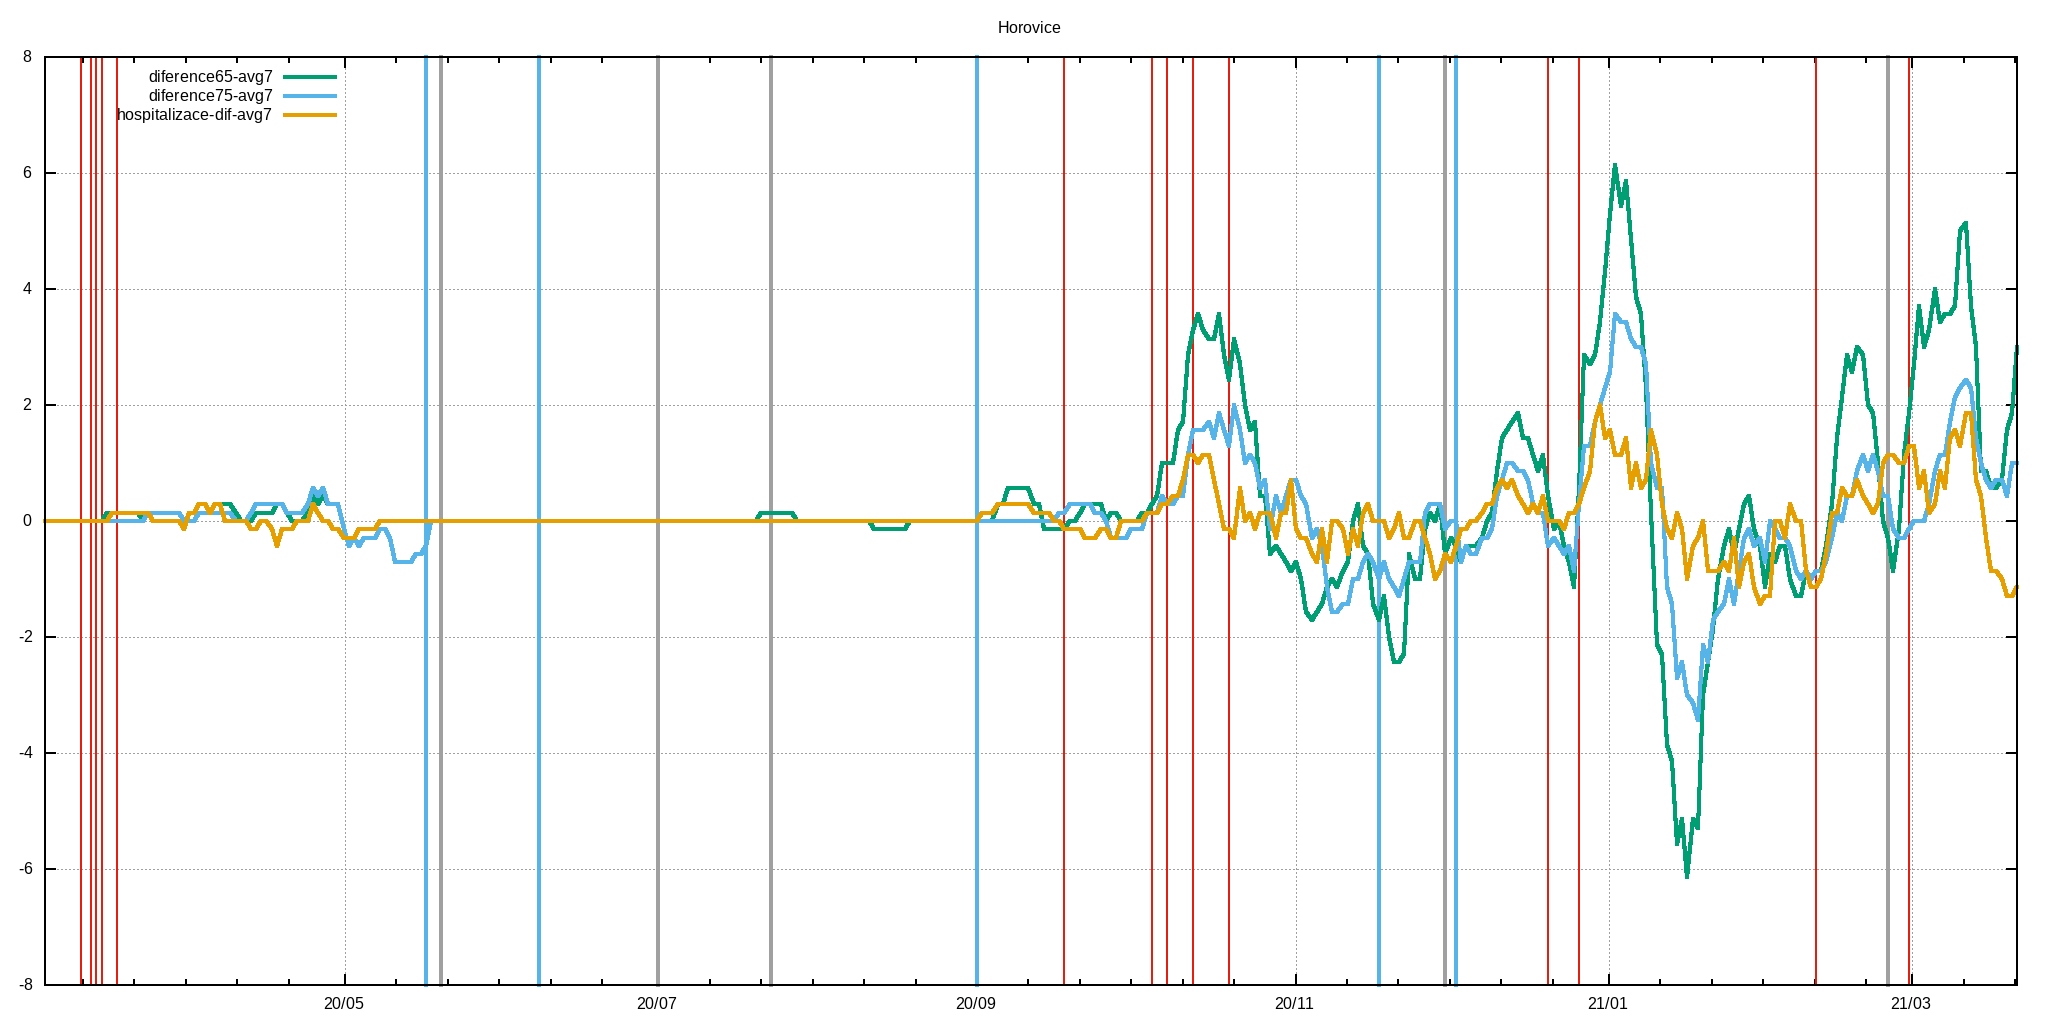 Horovice
8
diference65-avg7
diference75-avg7
hospitalizace-dif-avg7
6
4
2
0
-2
-4
-6
-8
20/05 20/07 20/09 20/11 21/01 21/03